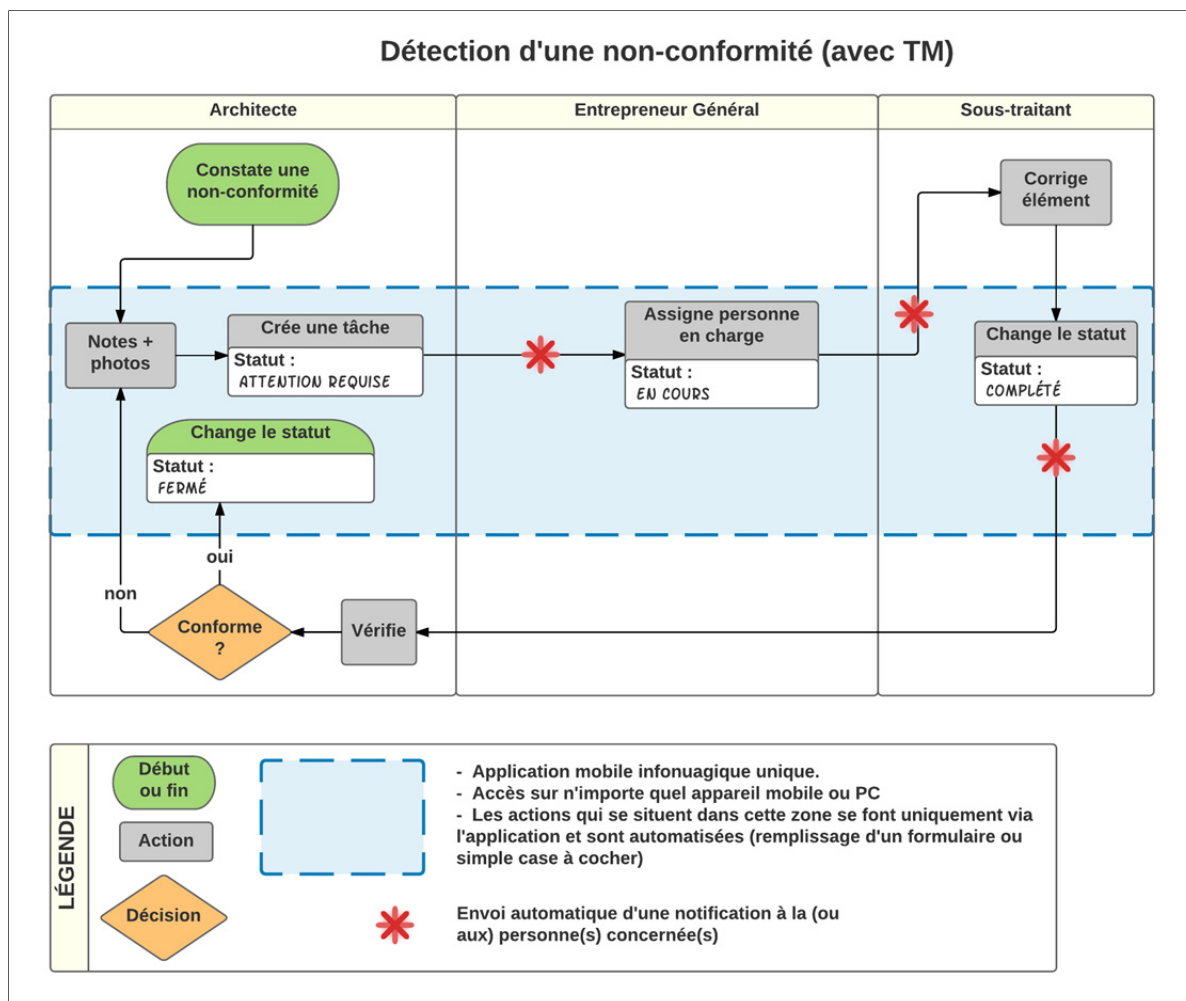 Détection d'une non-conformité (avec TM)
Architecte
Entrepreneur Général
Sous-traitant
Constate une
non-conformité
Corrige
élément
Notes +
photos
Crée une tâche
Statut :
ATTENTION REQUISE
Assigne personne
en charge
Statut :
EN COURS
Change le statut
Statut :
COMPLÉTÉ
Change le statut
Statut :
FERMÉ
oui
non
Conforme
?
Vérifie
LÉGENDE
Début
ou fin
Action
Décision
- Application mobile infonuagique unique.
- Accès sur n'importe quel appareil mobile ou PC
- Les actions qui se situent dans cette zone se font uniquement via
l'application et sont automatisées (remplissage d'un formulaire ou
simple case à cocher)
Envoi automatique d'une notification à la (ou
aux) personne(s) concernée(s)